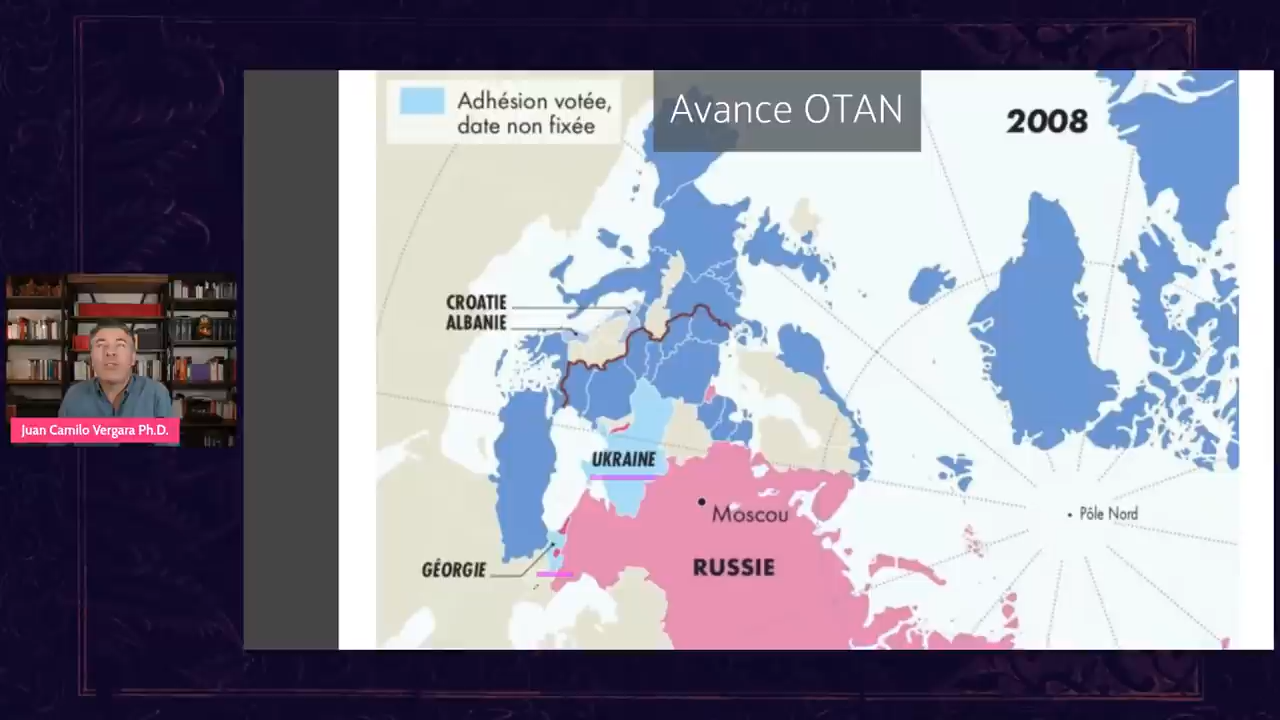 Adhésion votée,
date non fixée
Avance OTAN
2008
CROATIE
ALBANIE
UKRAINE
Moscou
Pôle Nord
GÉORGIE
RUSSIE
Juan Camilo Vergara Ph.D.